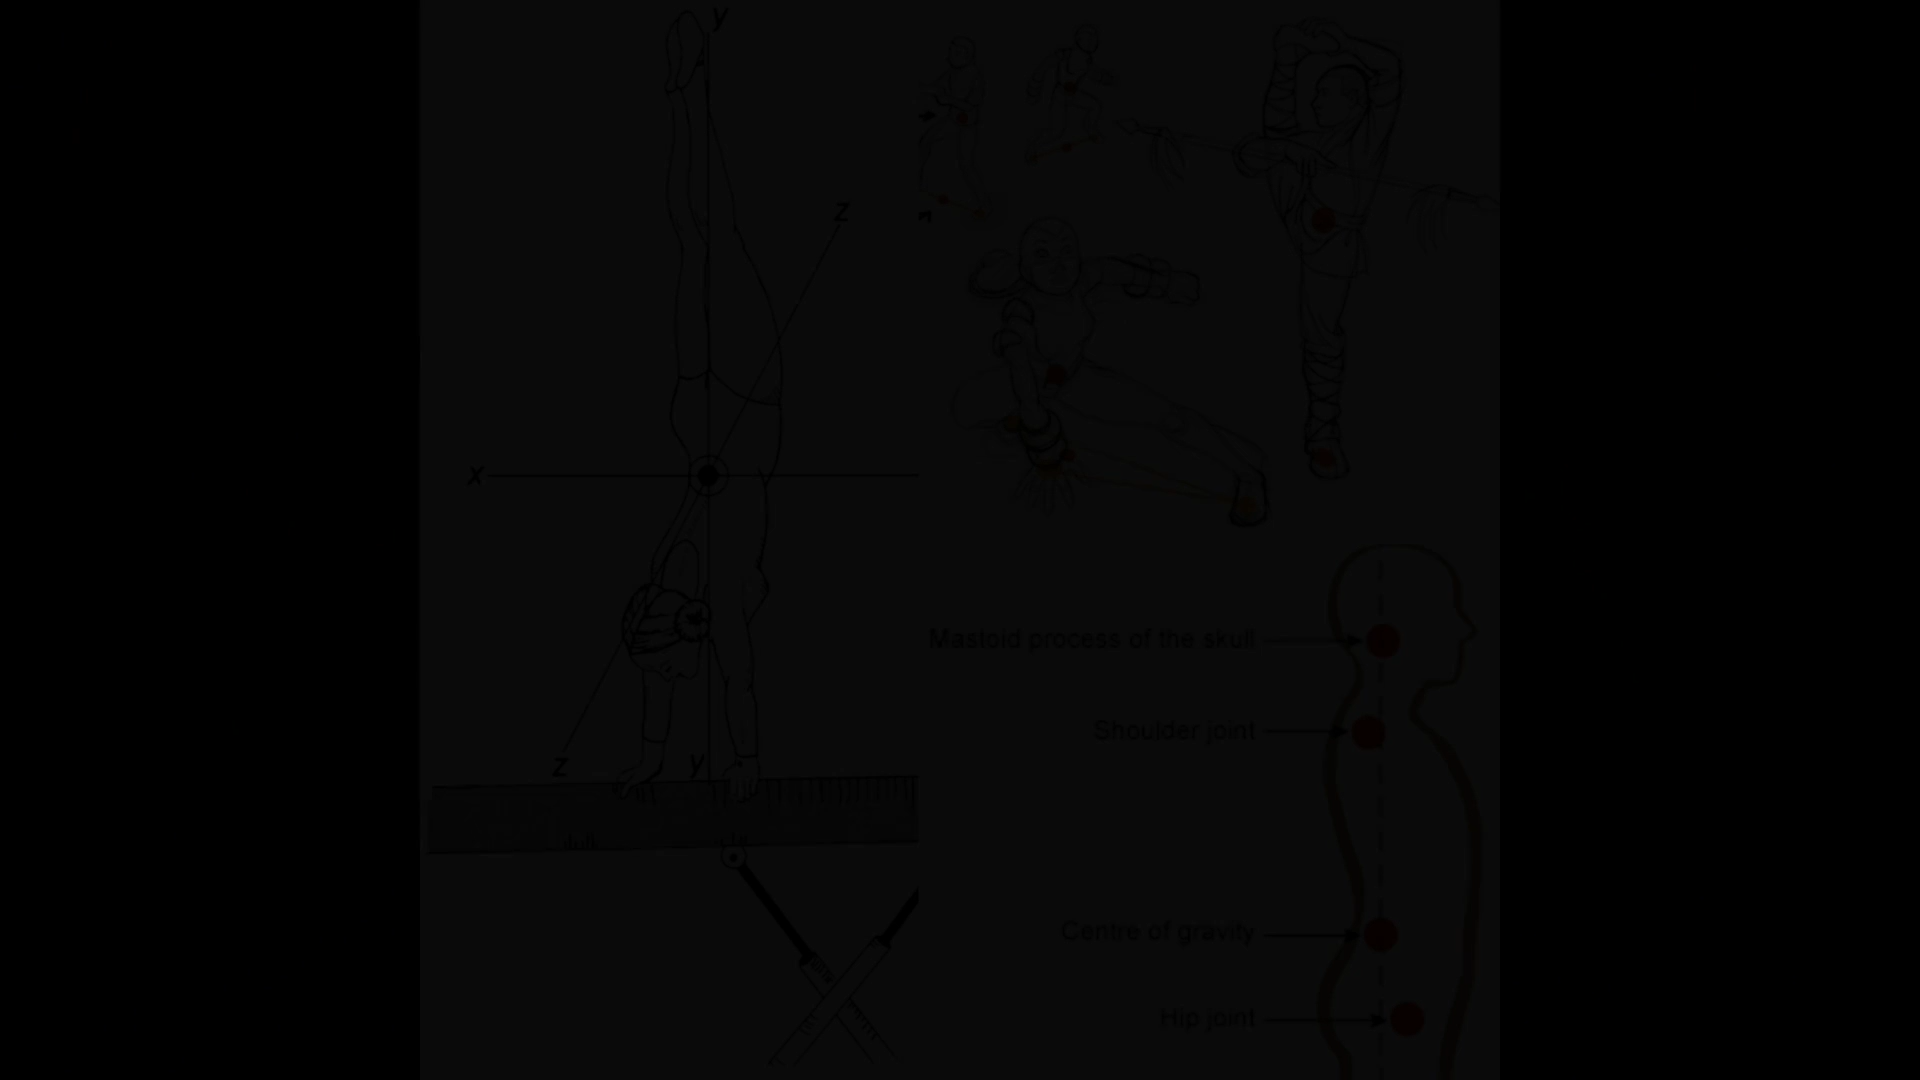 y
z
x
z
y
Mastoid process of the skull
Shoulder joint
Centre of gravity
Hip joint